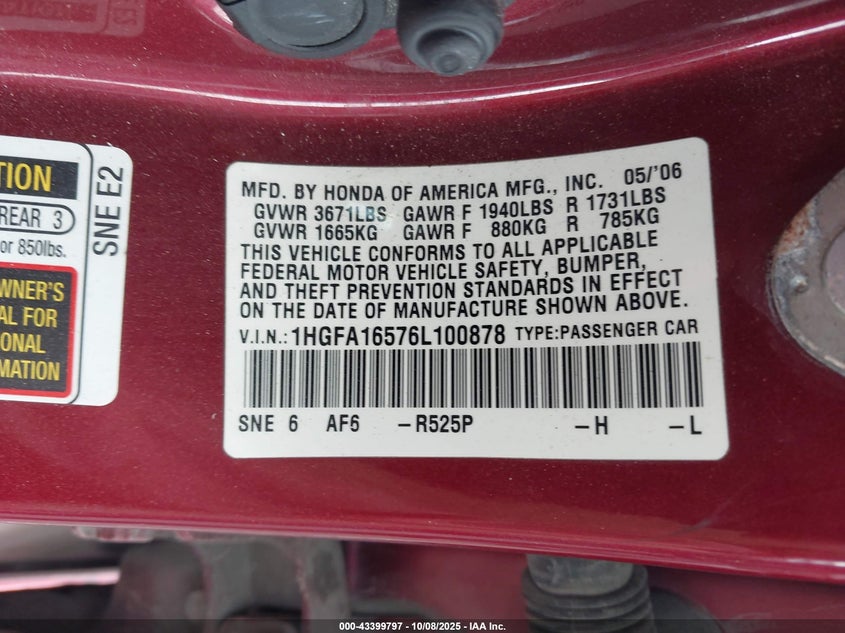 TION
REAR 3
or 850lbs.
WNER'S
AL FOR
ONAL
MATION
SNE E2
MFD. BY HONDA OF AMERICA MFG., INC. 05/'06
GVWR 3671LBS GAWR F 1940LBS R 1731LBS
GVWR 1665KG GAWR F 880KG R 785KG
THIS VEHICLE CONFORMS TO ALL APPLICABLE
FEDERAL MOTOR VEHICLE SAFETY, BUMPER,
AND THEFT PREVENTION STANDARDS IN EFFECT
ON THE DATE OF MANUFACTURE SHOWN ABOVE.
V.I.N.: 1HGFA16576L100878 TYPE:PASSENGER CAR
SNE 6 AF6 -R525P -H -L
000-43399797 - 10/08/2025 - IAA Inc.